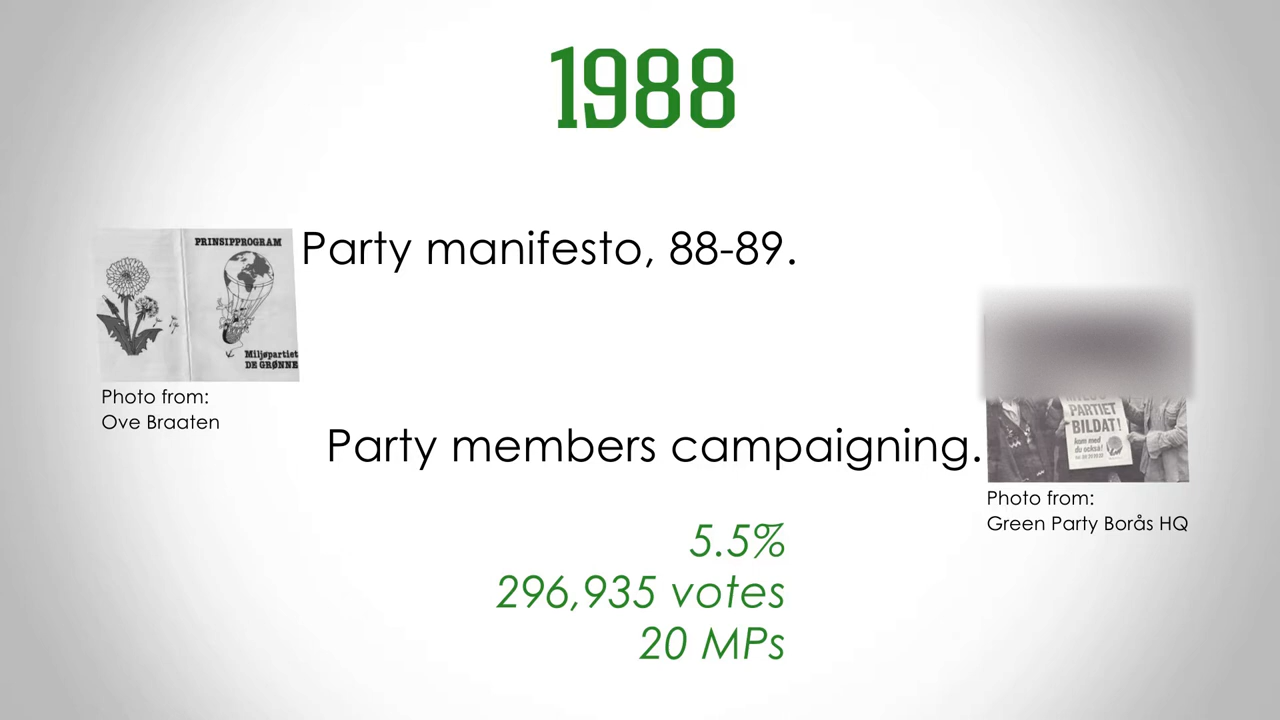 1988
PRINSIPPROGRAM
Party manifesto, 88-89.
Miljøpartiet
DE GRØNNE
Photo from:
Ove Braaten
PARTIET
BILDAT!
kom med
du också!
Party members campaigning.
Photo from:
Green Party Borås HQ
5.5%
296,935 votes
20 MPs